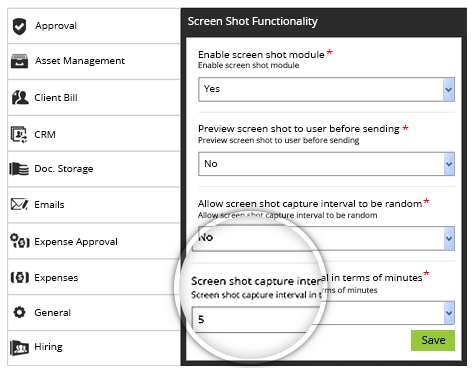 Approval
Asset Management
Client Bill
CRM
Doc. Storage
Emails
Expense Approval
Expenses
General
Hiring
Screen Shot Functionality
Enable screen shot module *
Enable screen shot module
Yes
Preview screen shot to user before sending *
Preview screen shot to user before sending
No
Allow screen shot capture interval to be random *
Allow screen shot capture interval to be random
No
Screen shot capture interval in terms of minutes *
Screen shot capture interval in terms of minutes
5
Save